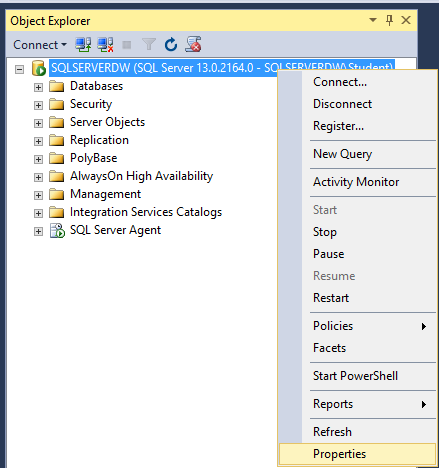 Object Explorer
Connect
SQLSERVERDW (SQL Server 13.0.2164.0 - SQLSERVERDW\Student)
Databases
Security
Server Objects
Replication
PolyBase
AlwaysOn High Availability
Management
Integration Services Catalogs
SQL Server Agent
Connect...
Disconnect
Register...
New Query
Activity Monitor
Start
Stop
Pause
Resume
Restart
Policies
Facets
Start PowerShell
Reports
Refresh
Properties